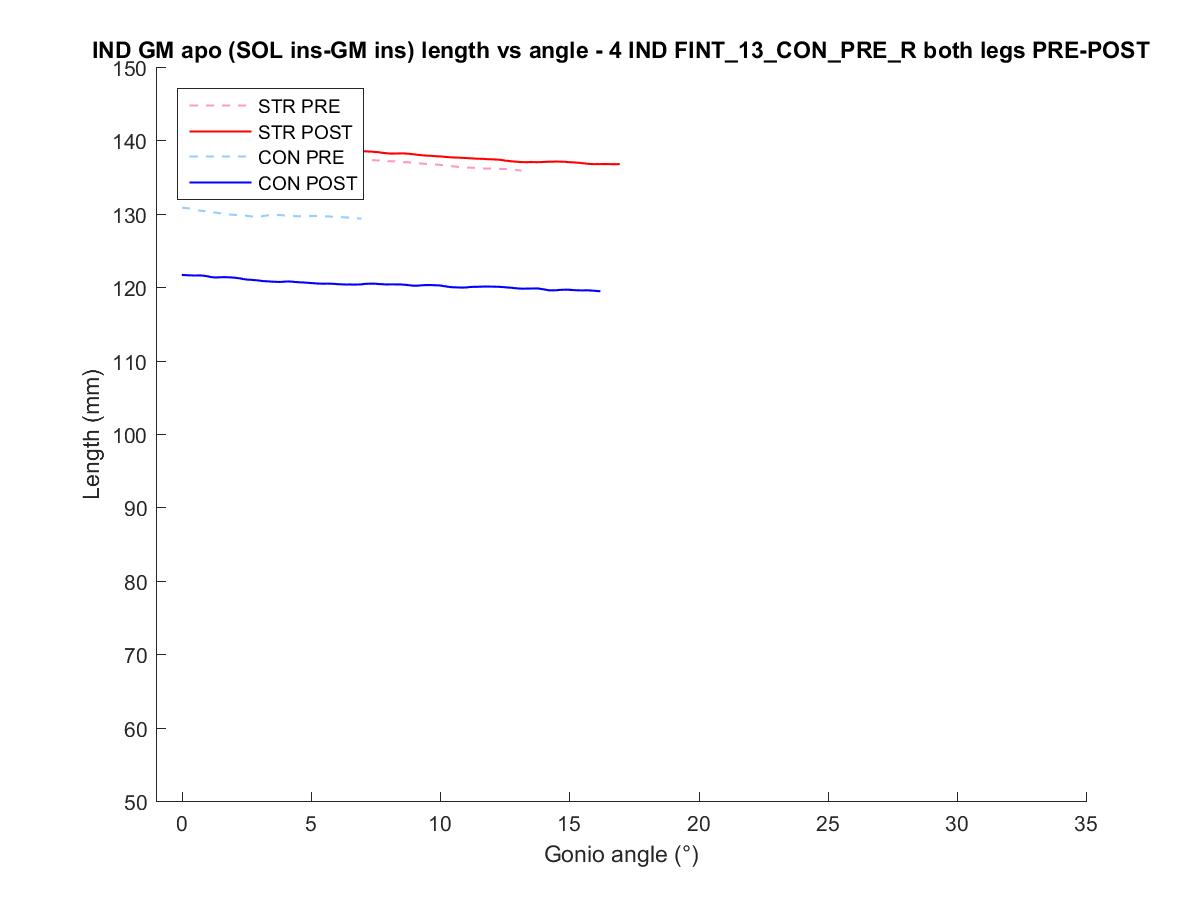 IND GM apo (SOL ins-GM ins) length vs angle - 4 IND FINT_13_CON_PRE_R both legs PRE-POST
150
140
130
120
110
100
90
80
70
60
50
STR PRE
STR POST
CON PRE
CON POST
Length (mm)
0 5 10 15 20 25 30 35
Gonio angle (°)